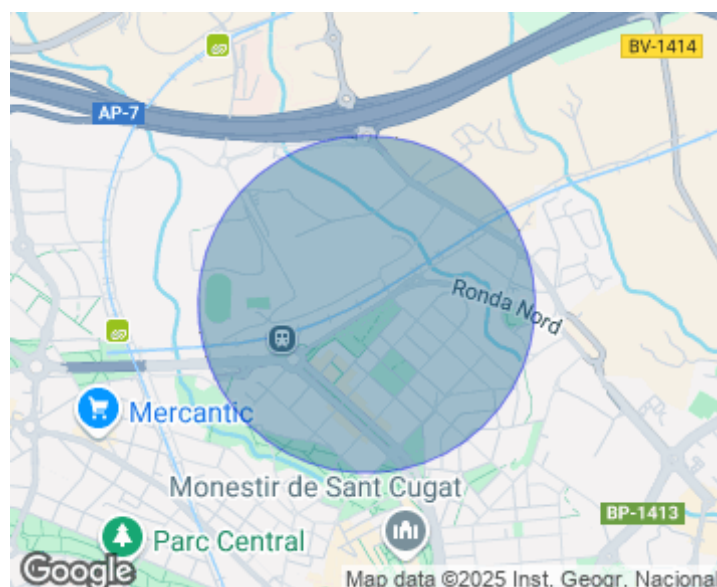 BV-1414
AP-7
Ronda Nord
Mercantic
Monestir de Sant Cugat
BP-1413
Parc Central
Google
Map data ©2025 Inst. Geogr. Nacional